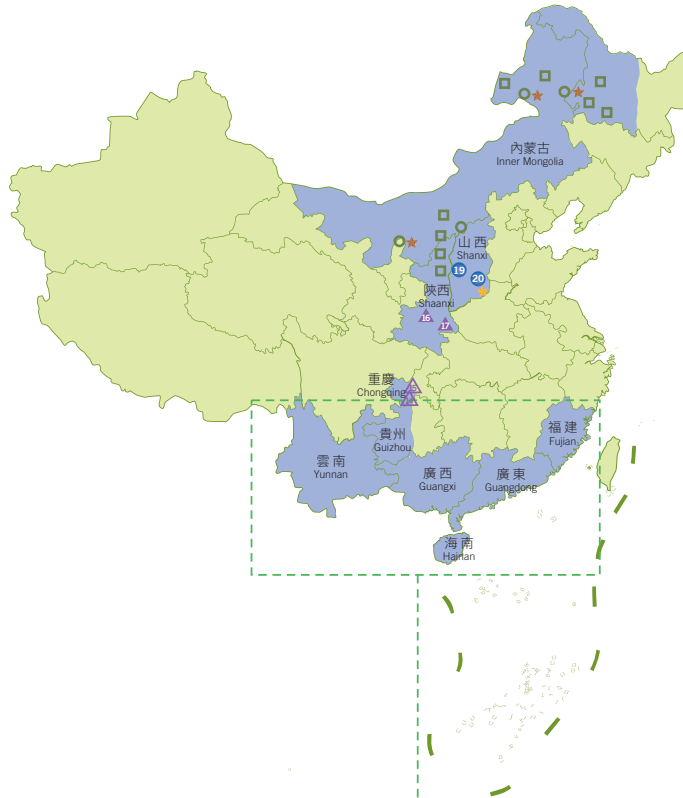 內蒙古
Inner Mongolia
山西
Shanxi
19
20
陝西
Shaanxi
16
17
重慶
Chongqing
15
貴州
Guizhou
福建
Fujian
雲南
Yunnan
廣西
Guangxi
廣東
Guangdong
海南
Hainan